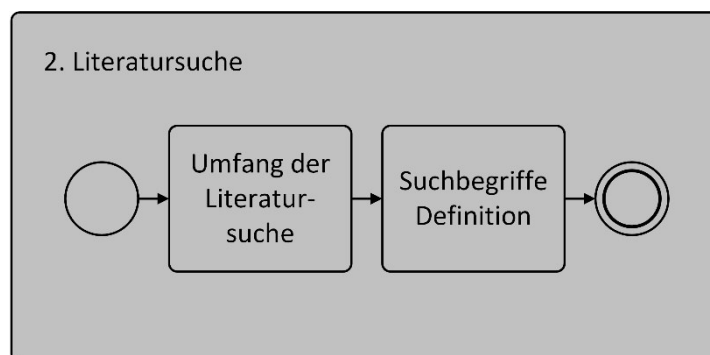 2. Literatursuche
Umfang der
Literatur-
suche
Suchbegriffe
Definition